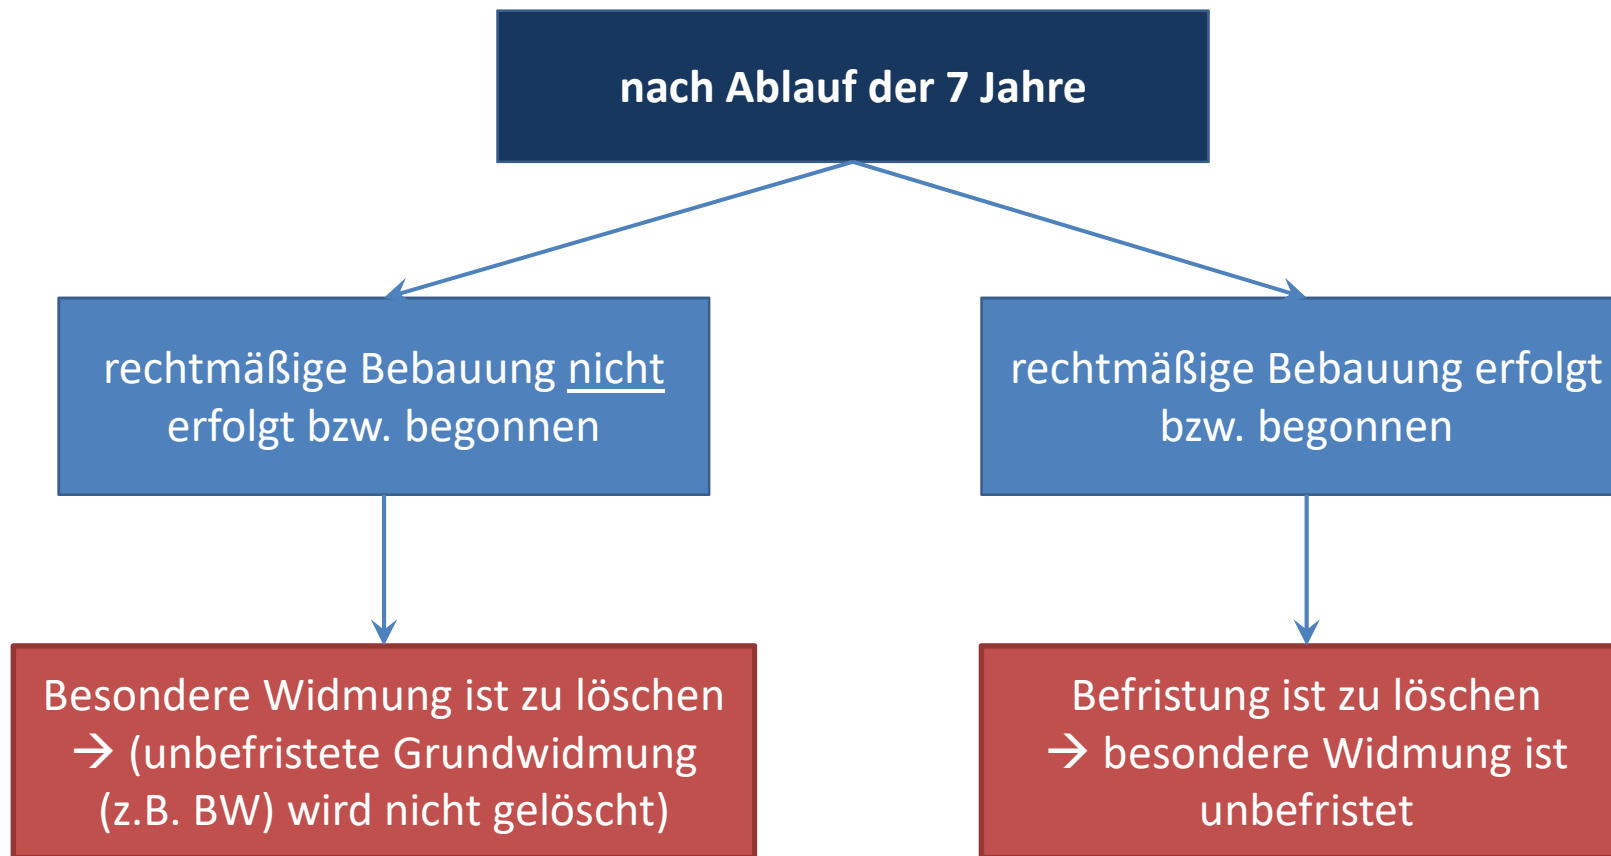 nach Ablauf der 7 Jahre
rechtmäßige Bebauung nicht
erfolgt bzw. begonnen
rechtmäßige Bebauung erfolgt
bzw. begonnen
Besondere Widmung ist zu löschen
→ (unbefristete Grundwidmung
(z.B. BW) wird nicht gelöscht)
Befristung ist zu löschen
→ besondere Widmung ist
unbefristet